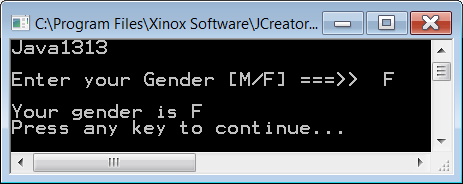 C:\Program Files\Xinox Software\JCreator...
Java1313
Enter your Gender [M/F] ===>>  F
Your gender is F
Press any key to continue...